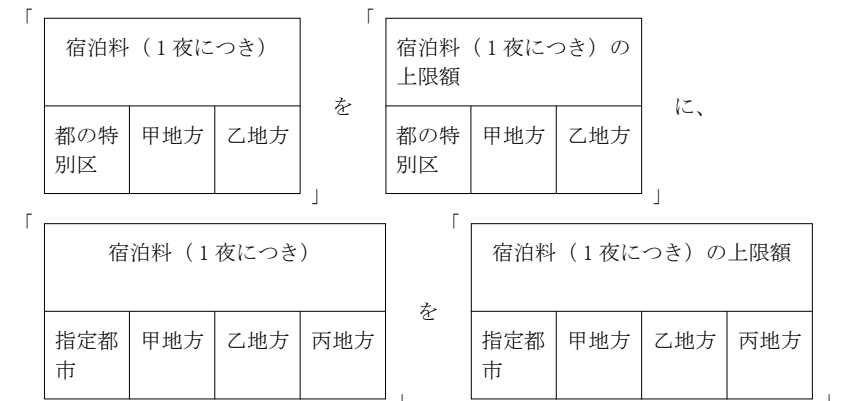 「 宿泊料（１夜につき） 「 宿泊料（１夜につき）の
上限額
を に、
都の特 甲地方 乙地方 都の特 甲地方 乙地方
別区 別区
」 」
「 宿泊料（１夜につき） 「 宿泊料（１夜につき）の上限額
を
指定都 甲地方 乙地方 丙地方 指定都 甲地方 乙地方 丙地方
市 市
」 」